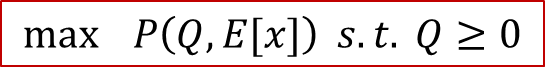 max P(Q, E[x]) s.t. Q ≥ 0